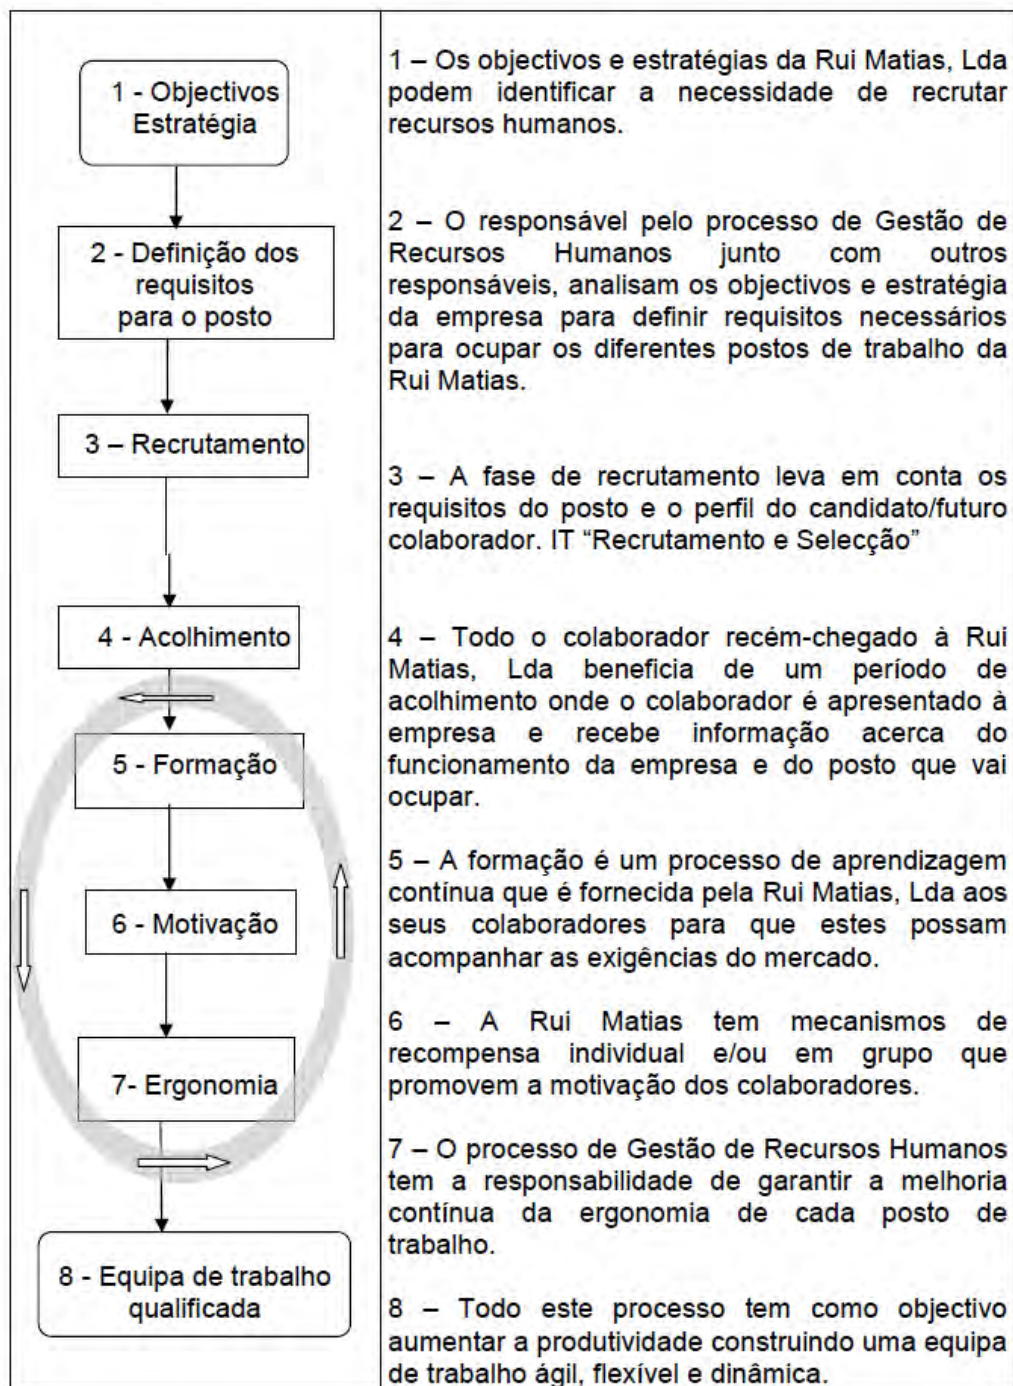 1 - Objectivos
Estratégia
2 - Definição dos
requisitos
para o posto
3 – Recrutamento
4 - Acolhimento
5 - Formação
6 - Motivação
7- Ergonomia
8 - Equipa de trabalho
qualificada
1 – Os objectivos e estratégias da Rui Matias, Lda
podem identificar a necessidade de recrutar
recursos humanos.
2 – O responsável pelo processo de Gestão de
Recursos Humanos junto com outros
responsáveis, analisam os objectivos e estratégia
da empresa para definir requisitos necessários
para ocupar os diferentes postos de trabalho da
Rui Matias.
3 – A fase de recrutamento leva em conta os
requisitos do posto e o perfil do candidato/futuro
colaborador. IT “Recrutamento e Selecção”
4 – Todo o colaborador recém-chegado à Rui
Matias, Lda beneficia de um período de
acolhimento onde o colaborador é apresentado à
empresa e recebe informação acerca do
funcionamento da empresa e do posto que vai
ocupar.
5 – A formação é um processo de aprendizagem
contínua que é fornecida pela Rui Matias, Lda aos
seus colaboradores para que estes possam
acompanhar as exigências do mercado.
6 – A Rui Matias tem mecanismos de
recompensa individual e/ou em grupo que
promovem a motivação dos colaboradores.
7 – O processo de Gestão de Recursos Humanos
tem a responsabilidade de garantir a melhoria
contínua da ergonomia de cada posto de
trabalho.
8 – Todo este processo tem como objectivo
aumentar a produtividade construindo uma equipa
de trabalho ágil, flexível e dinâmica.